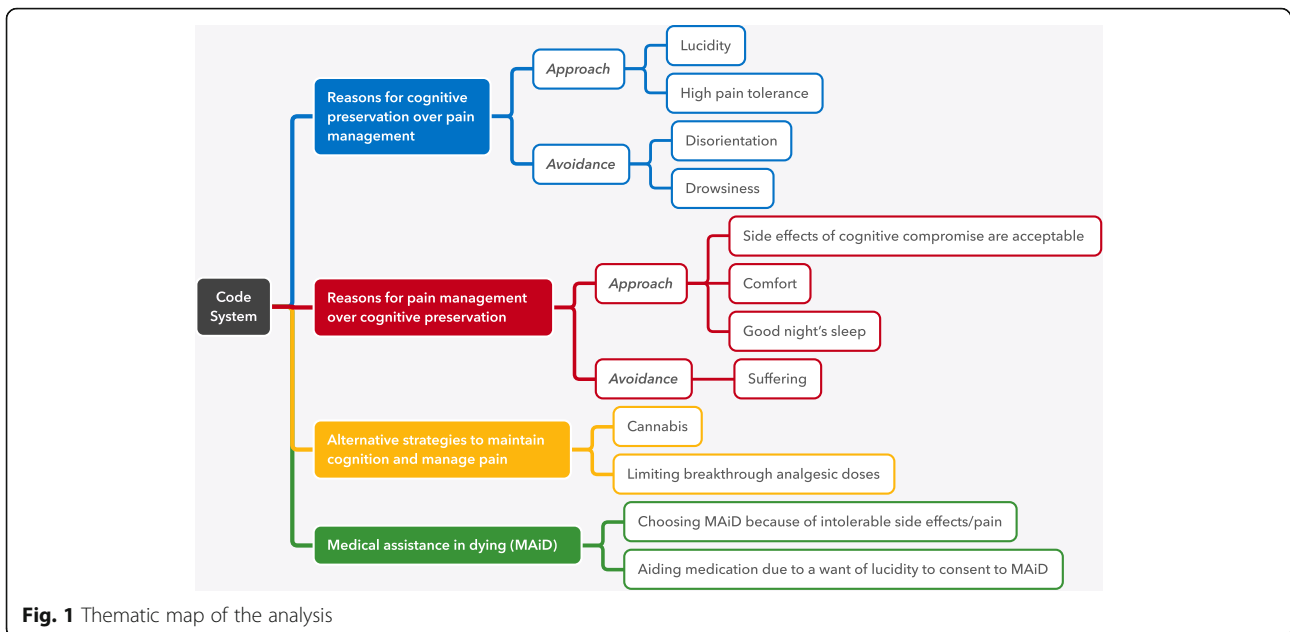 Lucidity
Approach
High pain tolerance
Reasons for cognitive
preservation over pain
management
Disorientation
Avoidance
Drowsiness
Side effects of cognitive compromise are acceptable
Approach
Comfort
Good night's sleep
Code
System
Reasons for pain management
over cognitive preservation
Avoidance
Suffering
Cannabis
Alternative strategies to maintain
cognition and manage pain
Limiting breakthrough analgesic doses
Choosing MAiD because of intolerable side effects/pain
Medical assistance in dying (MAiD)
Aiding medication due to a want of lucidity to consent to MAiD
Fig. 1 Thematic map of the analysis